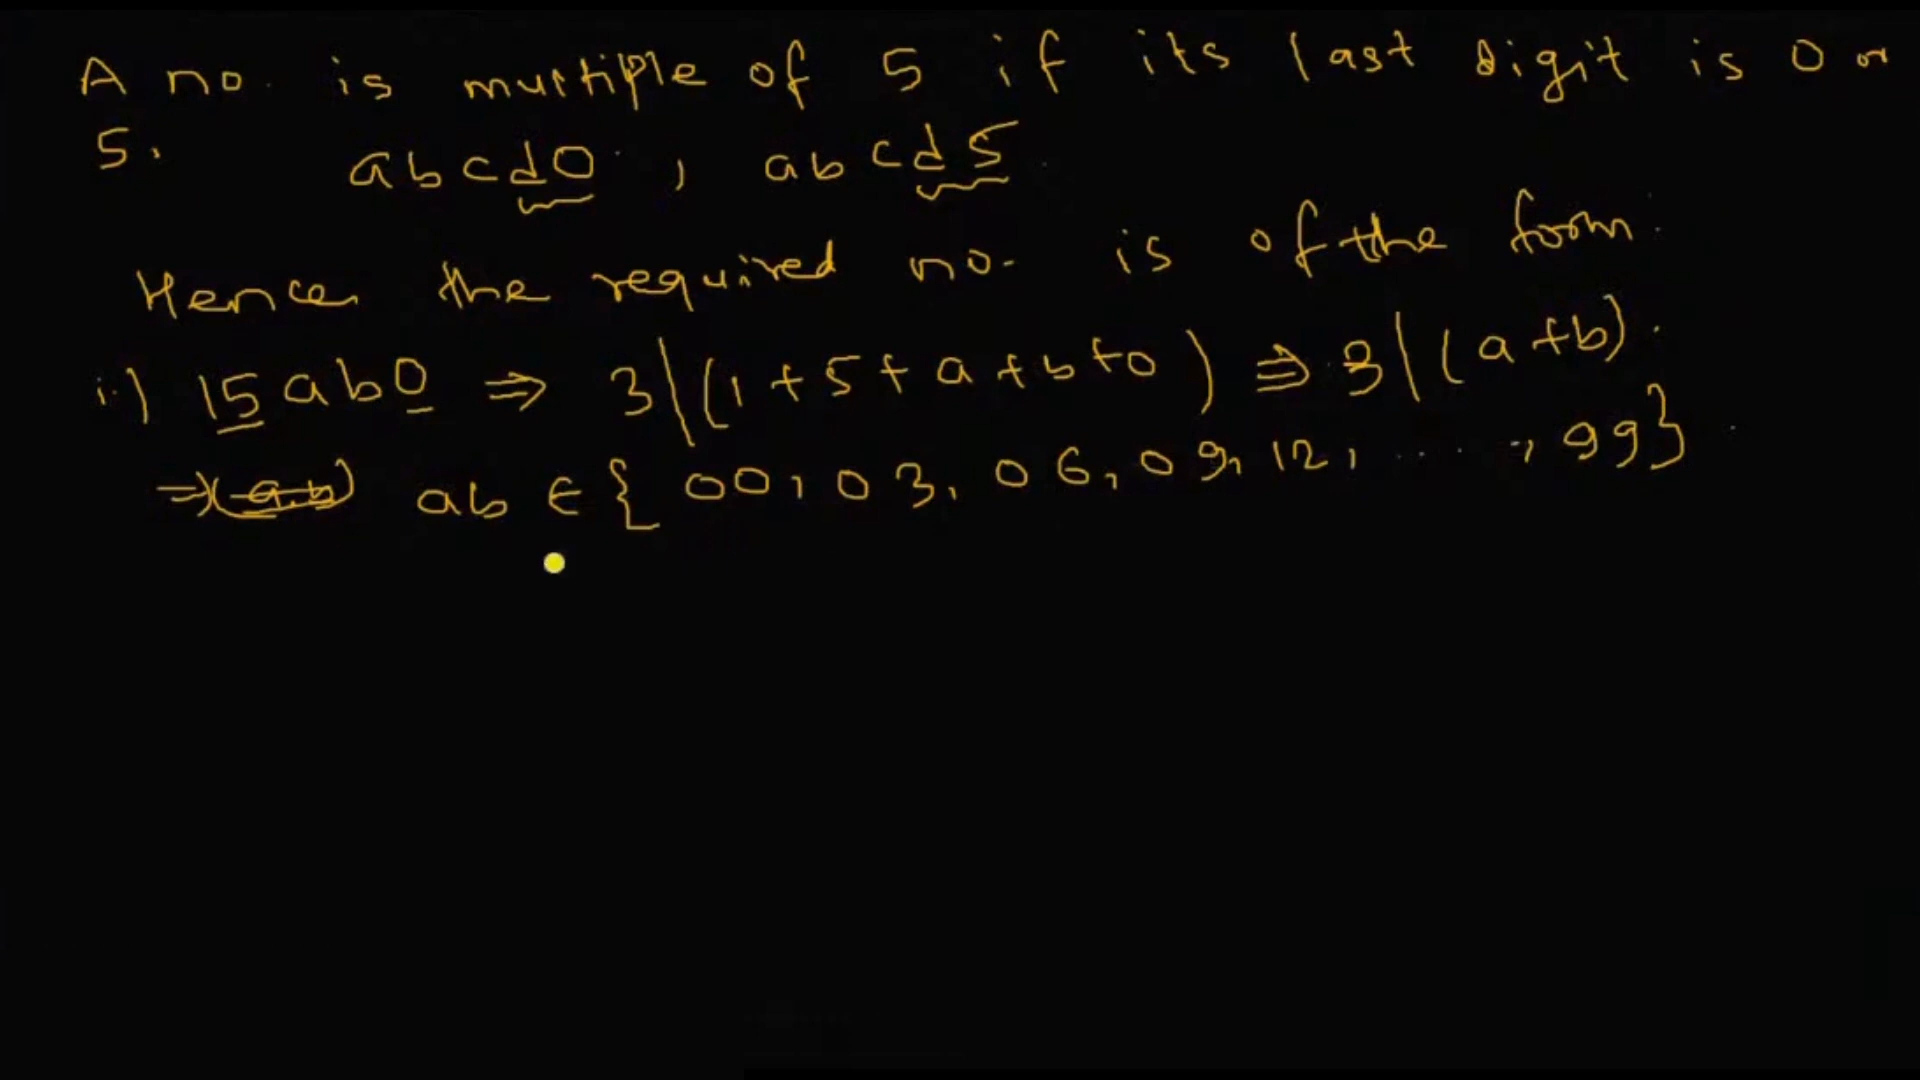 A no. is multiple of 5 if its last digit is 0 or
5. abcd0, abcd5
Hence the required no. is of the form
i) 15ab0 ⇒ 3|(1+5+a+b+0) ⇒ 3|(a+b).
⇒ (a,b) ab ∈ {00, 03, 06, 09, 12, ...., 99}